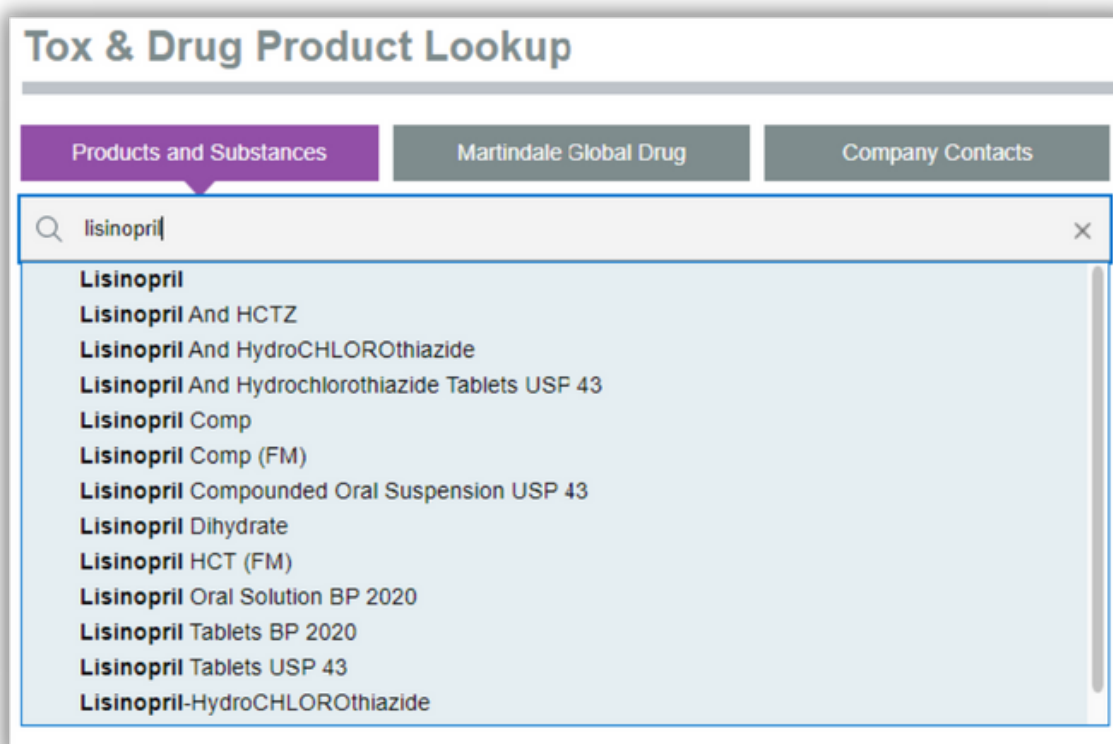 Tox & Drug Product Lookup
Products and Substances Martindale Global Drug Company Contacts
lisinopril
Lisinopril
Lisinopril And HCTZ
Lisinopril And HydroCHLOROthiazide
Lisinopril And Hydrochlorothiazide Tablets USP 43
Lisinopril Comp
Lisinopril Comp (FM)
Lisinopril Compounded Oral Suspension USP 43
Lisinopril Dihydrate
Lisinopril HCT (FM)
Lisinopril Oral Solution BP 2020
Lisinopril Tablets BP 2020
Lisinopril Tablets USP 43
Lisinopril-HydroCHLOROthiazide